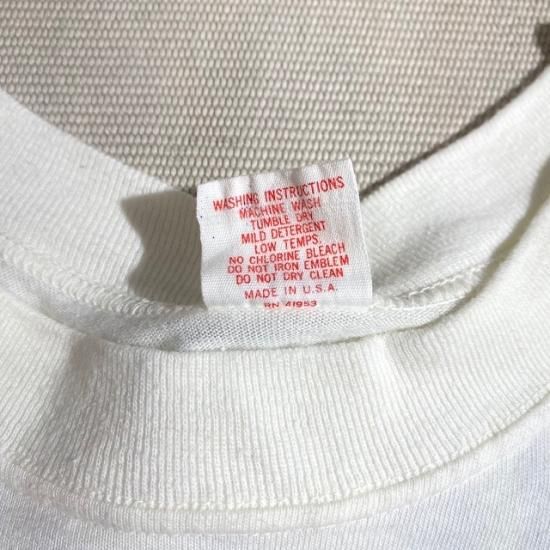 WASHING INSTRUCTIONS
MACHINE WASH
TUMBLE DRY
MILD DETERGENT
LOW TEMPS.
NO CHLORINE BLEACH
DO NOT IRON EMBLEM
DO NOT DRY CLEAN
MADE IN U.S.A.
RN 41953